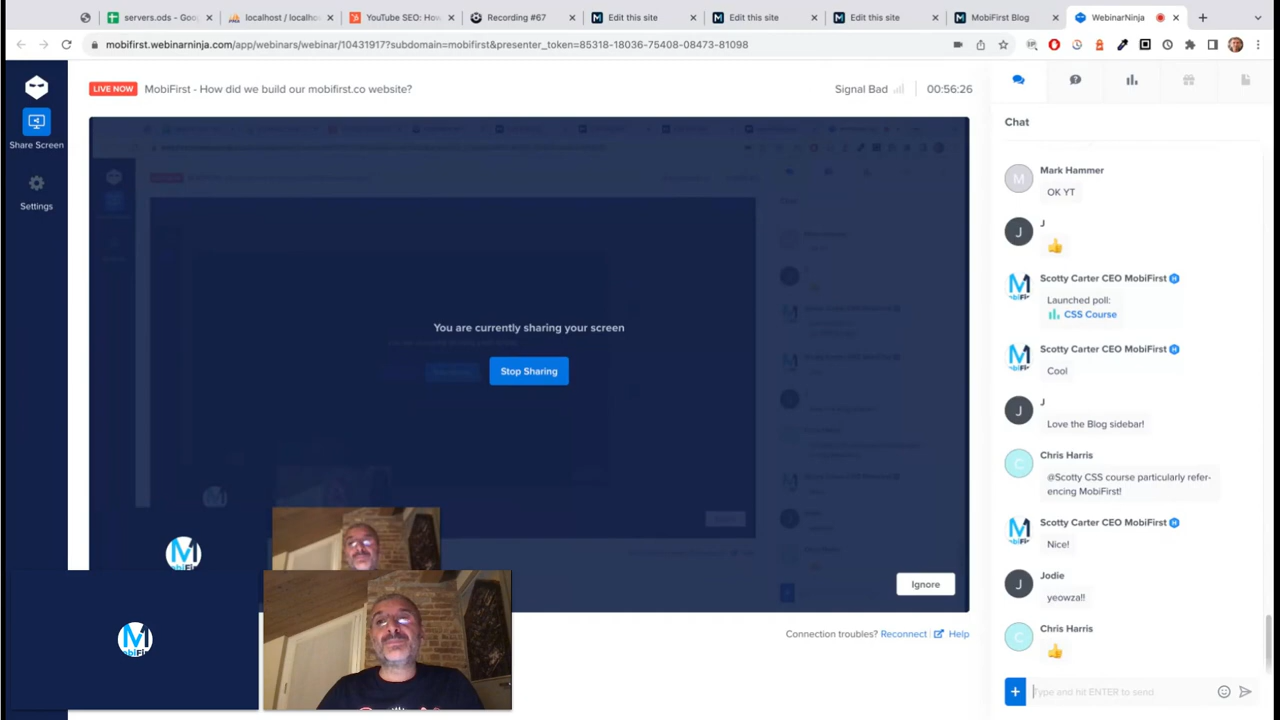 servers.ods - Goo
localhost / localho
YouTube SEO: How
Recording #67
Edit this site
Edit this site
Edit this site
MobiFirst Blog
WebinarNinja
mobifirst.webinarninja.com/app/webinars/webinar/10431917?subdomain=mobifirst&presenter_token=85318-18036-75408-08473-81098
LIVE NOW
MobiFirst - How did we build our mobifirst.co website?
Signal Bad
00:56:26
Share Screen
Settings
You are currently sharing your screen
Stop Sharing
Ignore
Connection troubles? Reconnect
Help
Chat
M
Mark Hammer
OK YT
J
J
Scotty Carter CEO MobiFirst
Launched poll:
CSS Course
Scotty Carter CEO MobiFirst
Cool
J
J
Love the Blog sidebar!
C
Chris Harris
@Scotty CSS course particularly refer-
encing MobiFirst!
Scotty Carter CEO MobiFirst
Nice!
J
Jodie
yeowza!!
C
Chris Harris
Type and hit ENTER to send